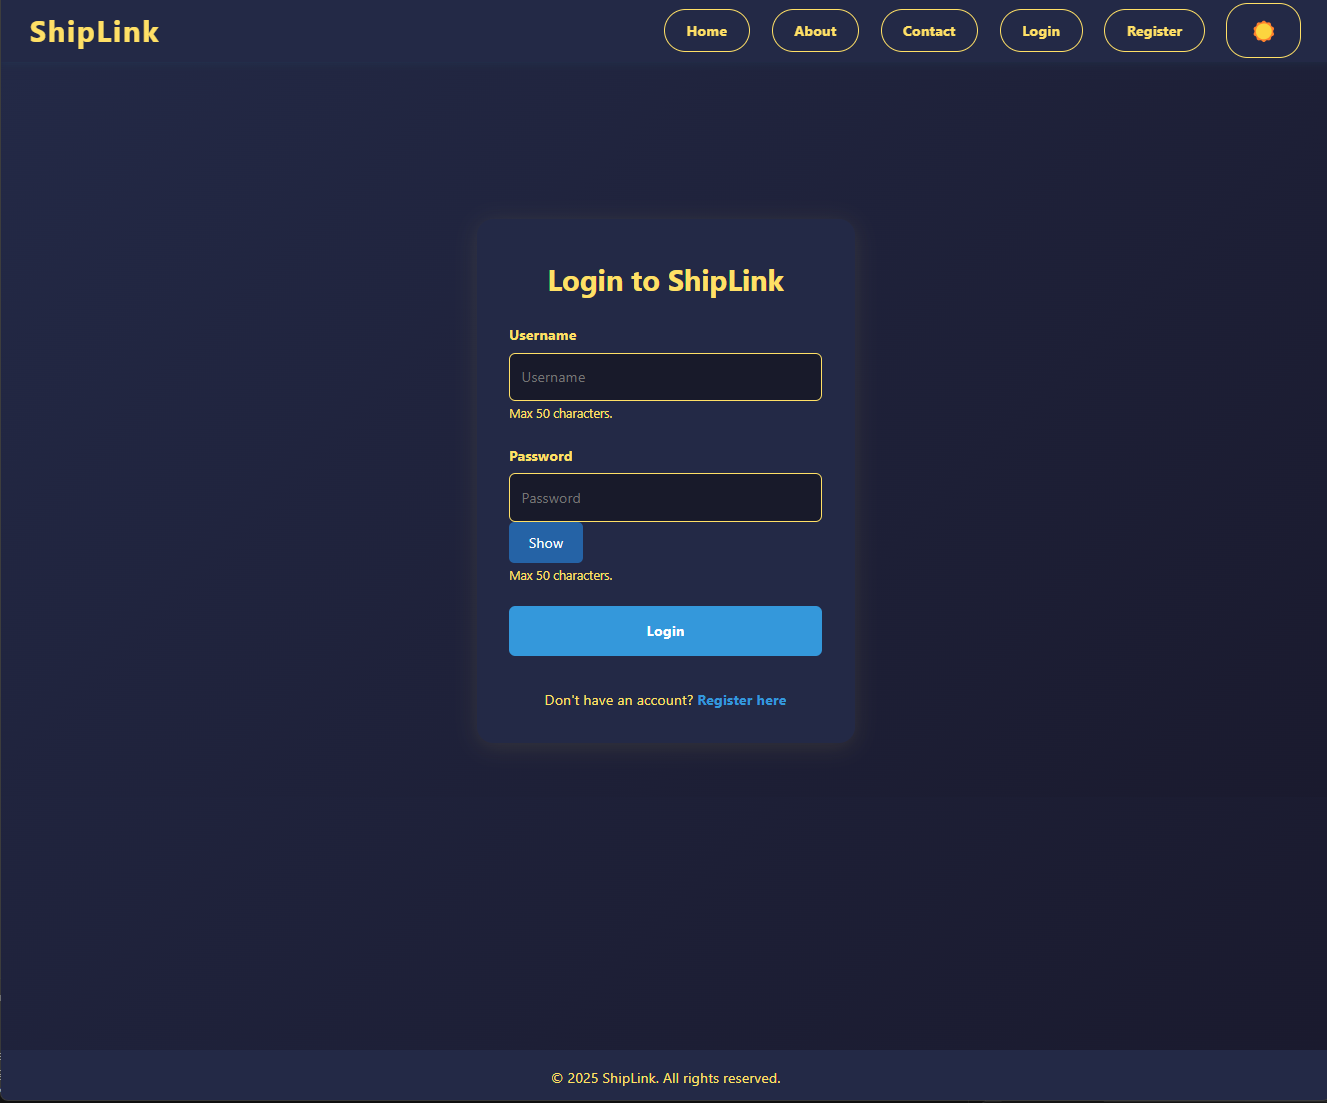 ShipLink
Home About Contact Login Register
Login to ShipLink
Username
Username
Max 50 characters.
Password
Password
Show
Max 50 characters.
Login
Don't have an account? Register here
© 2025 ShipLink. All rights reserved.